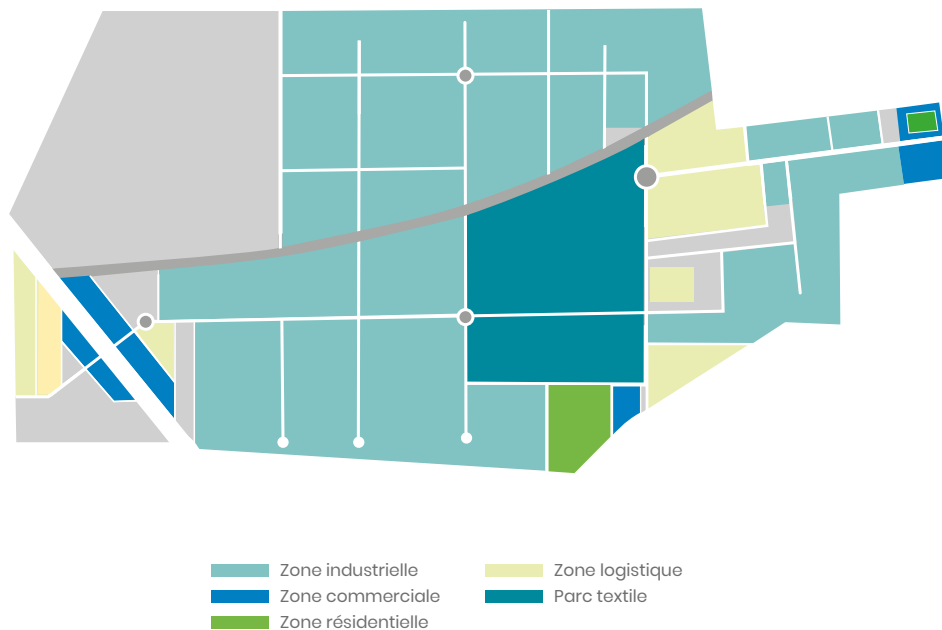 Zone industrielle
Zone commerciale
Zone résidentielle
Zone logistique
Parc textile